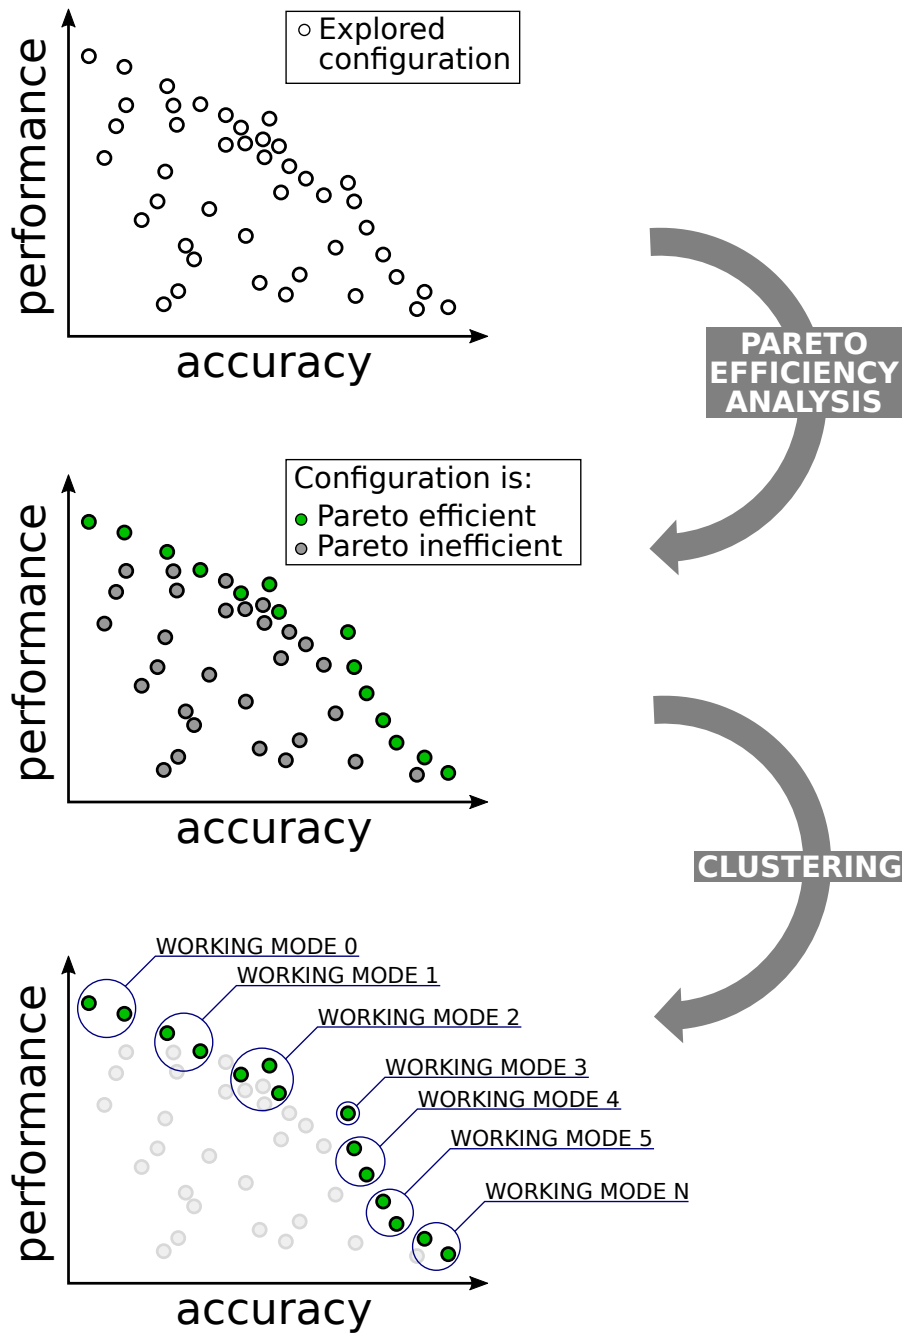 Explored
configuration
performance
accuracy
PARETO
EFFICIENCY
ANALYSIS
Configuration is:
Pareto efficient
Pareto inefficient
performance
accuracy
CLUSTERING
WORKING MODE 0
WORKING MODE 1
WORKING MODE 2
WORKING MODE 3
WORKING MODE 4
WORKING MODE 5
WORKING MODE N
performance
accuracy